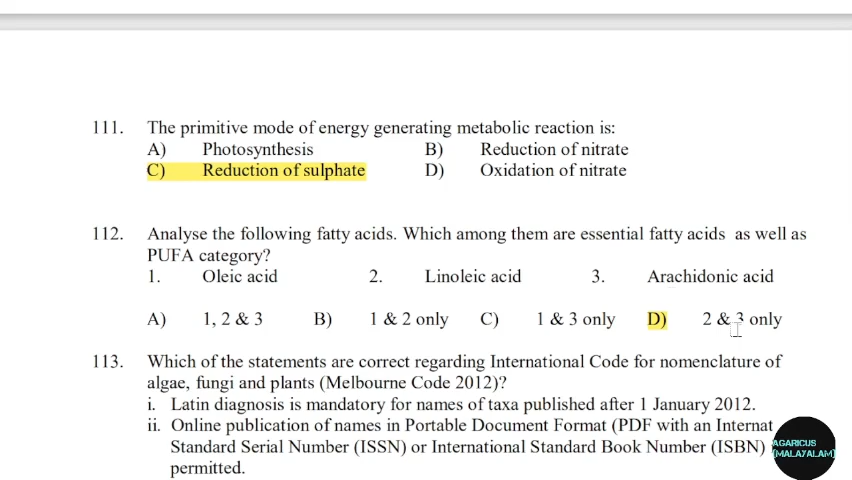 111. The primitive mode of energy generating metabolic reaction is:
A) Photosynthesis B) Reduction of nitrate
C) Reduction of sulphate D) Oxidation of nitrate
112. Analyse the following fatty acids. Which among them are essential fatty acids as well as
PUFA category?
1. Oleic acid 2. Linoleic acid 3. Arachidonic acid
A) 1, 2 & 3 B) 1 & 2 only C) 1 & 3 only D) 2 & 3 only
113. Which of the statements are correct regarding International Code for nomenclature of
algae, fungi and plants (Melbourne Code 2012)?
i. Latin diagnosis is mandatory for names of taxa published after 1 January 2012.
ii. Online publication of names in Portable Document Format (PDF with an Internat
Standard Serial Number (ISSN) or International Standard Book Number (ISBN)
permitted.
AGARICUS
(MALAYALAM)